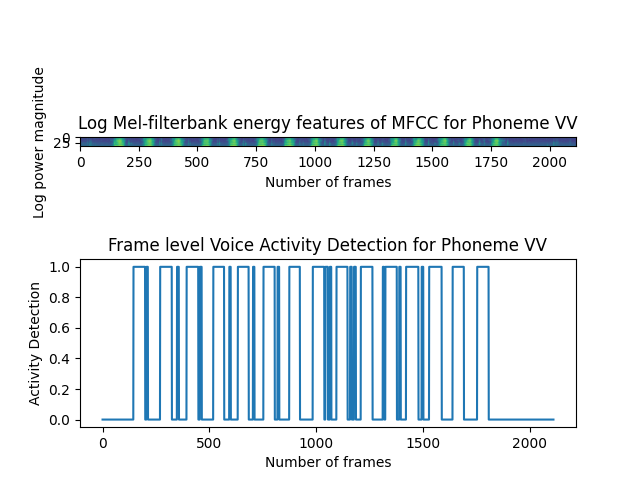 Log Mel-filterbank energy features of MFCC for Phoneme VV
Log power magnitude
0
25
0 250 500 750 1000 1250 1500 1750 2000
Number of frames
Frame level Voice Activity Detection for Phoneme VV
Activity Detection
1.0
0.8
0.6
0.4
0.2
0.0
0 500 1000 1500 2000
Number of frames